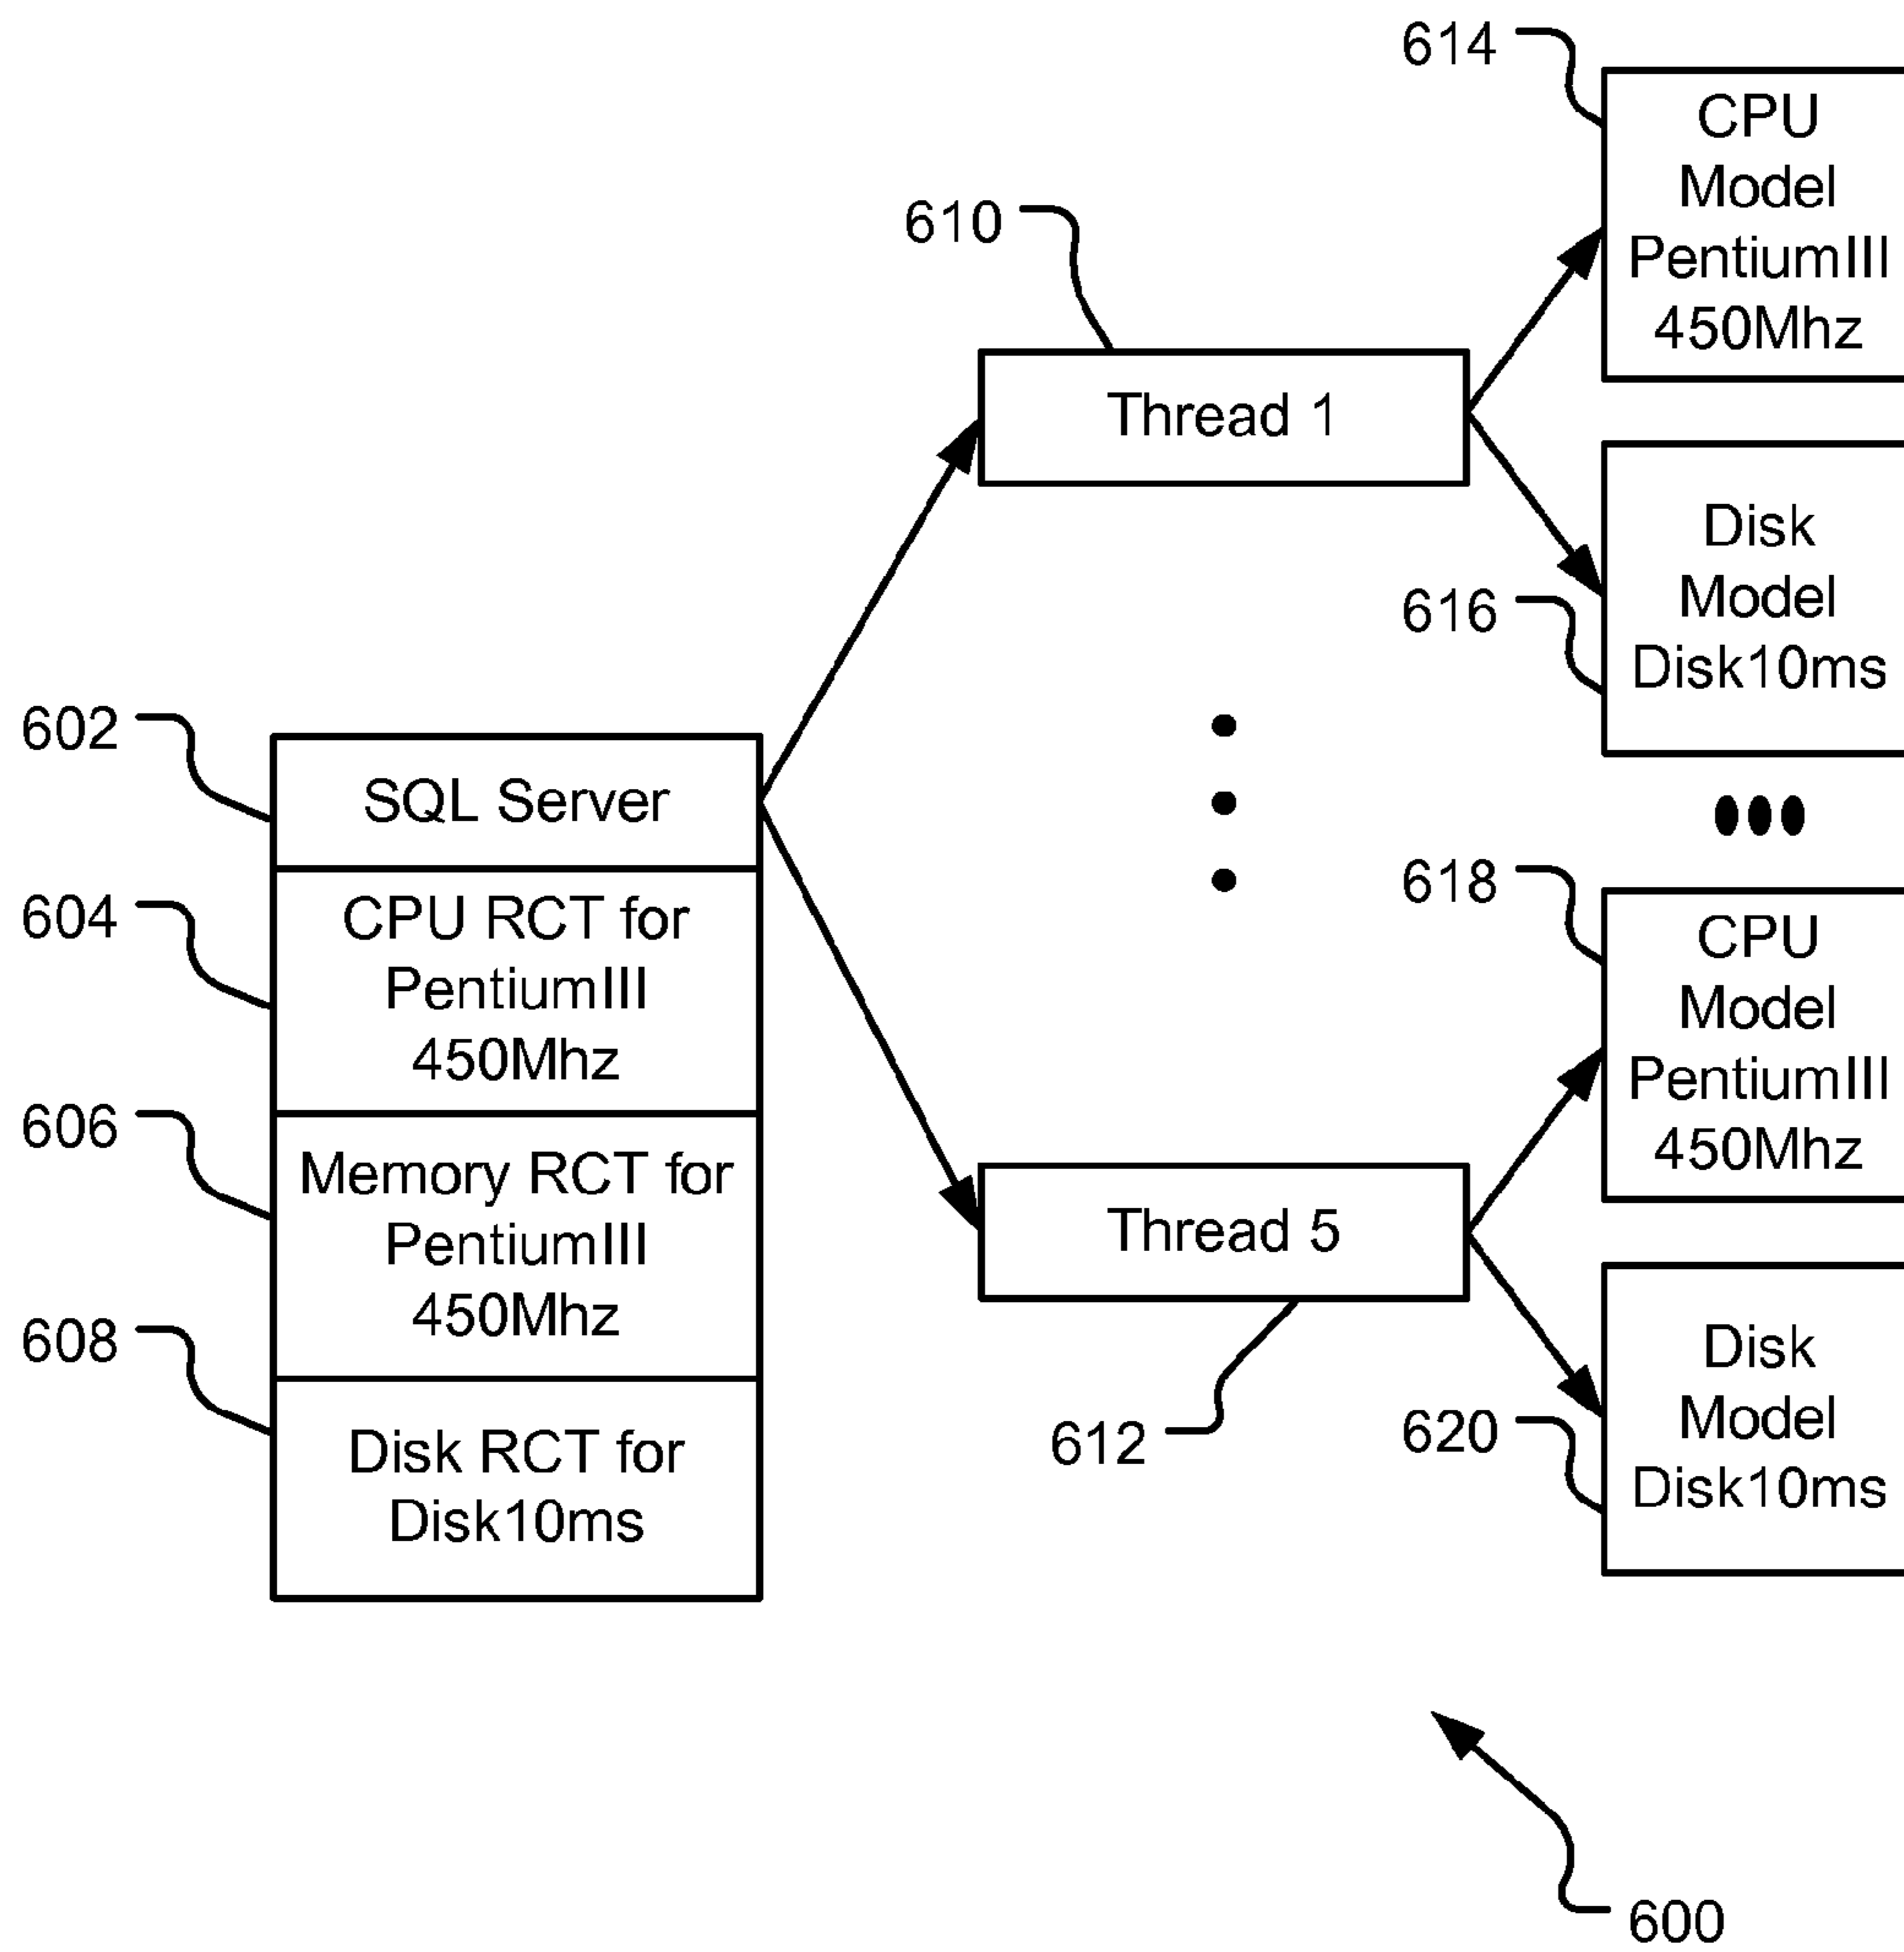 614
CPU
Model
PentiumIII
450Mhz
610
Thread 1
Disk
Model
Disk10ms
616
602
SQL Server
604
CPU RCT for
PentiumIII
450Mhz
618
CPU
Model
PentiumIII
450Mhz
606
Memory RCT for
PentiumIII
450Mhz
Thread 5
608
Disk RCT for
Disk10ms
612
620
Disk
Model
Disk10ms
600